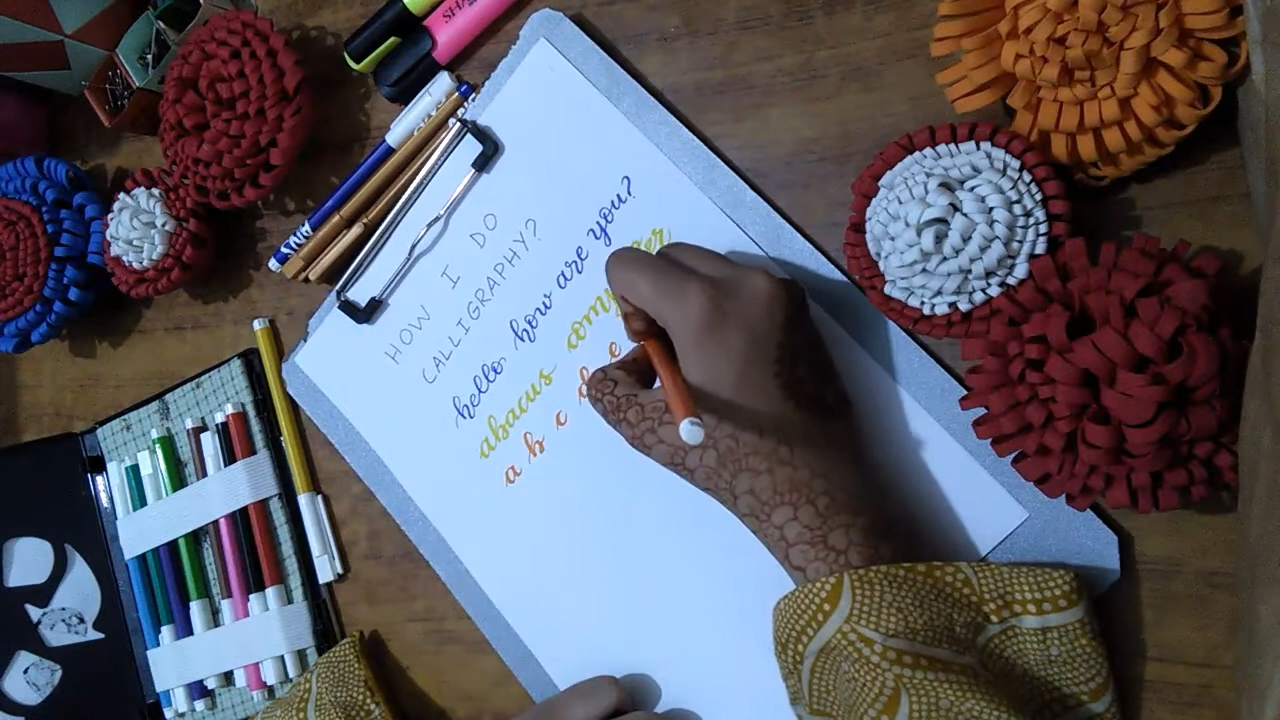 HOW I DO
CALLIGRAPHY?
hello. how are you?
abacus
a b c d e